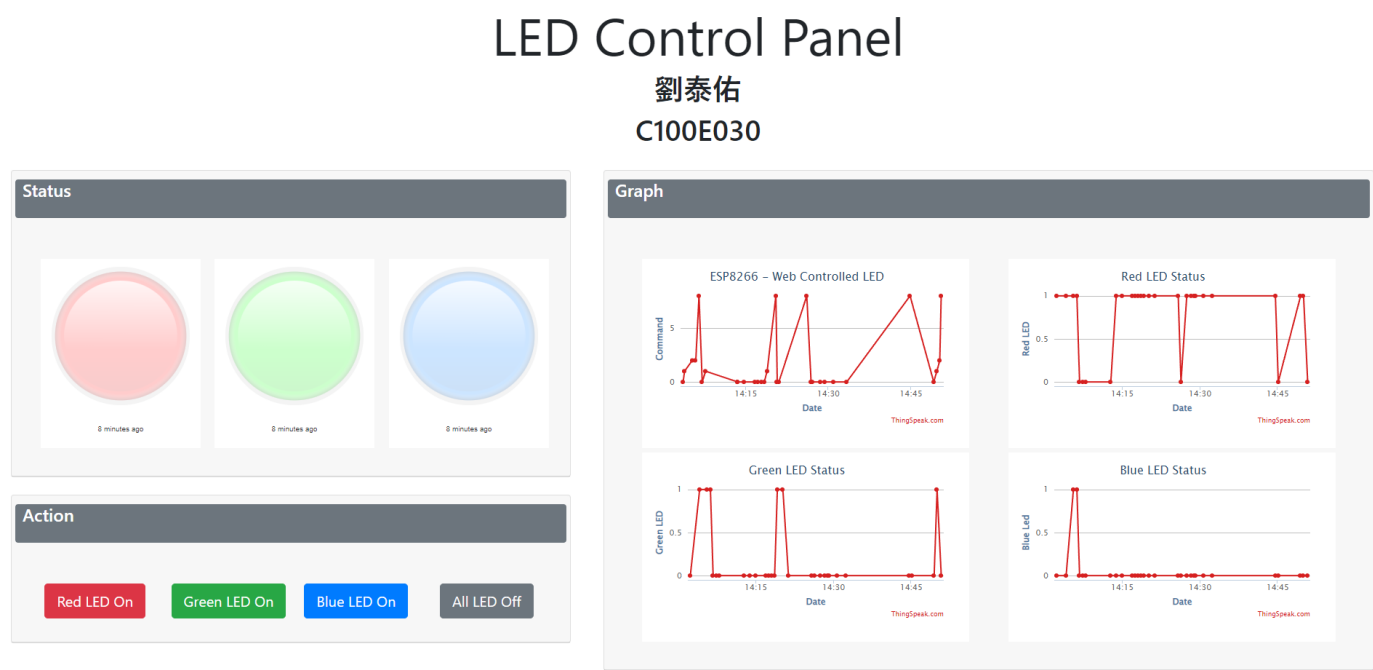 LED Control Panel
劉泰佑
C100E030
Status
8 minutes ago
8 minutes ago
8 minutes ago
Action
Red LED On
Green LED On
Blue LED On
All LED Off
Graph
ESP8266 – Web Controlled LED
Command
5
0
14:15
14:30
14:45
Date
ThingSpeak.com
Red LED Status
Red LED
1
0.5
0
14:15
14:30
14:45
Date
ThingSpeak.com
Green LED Status
Green LED
1
0.5
0
14:15
14:30
14:45
Date
ThingSpeak.com
Blue LED Status
Blue Led
1
0.5
0
14:15
14:30
14:45
Date
ThingSpeak.com